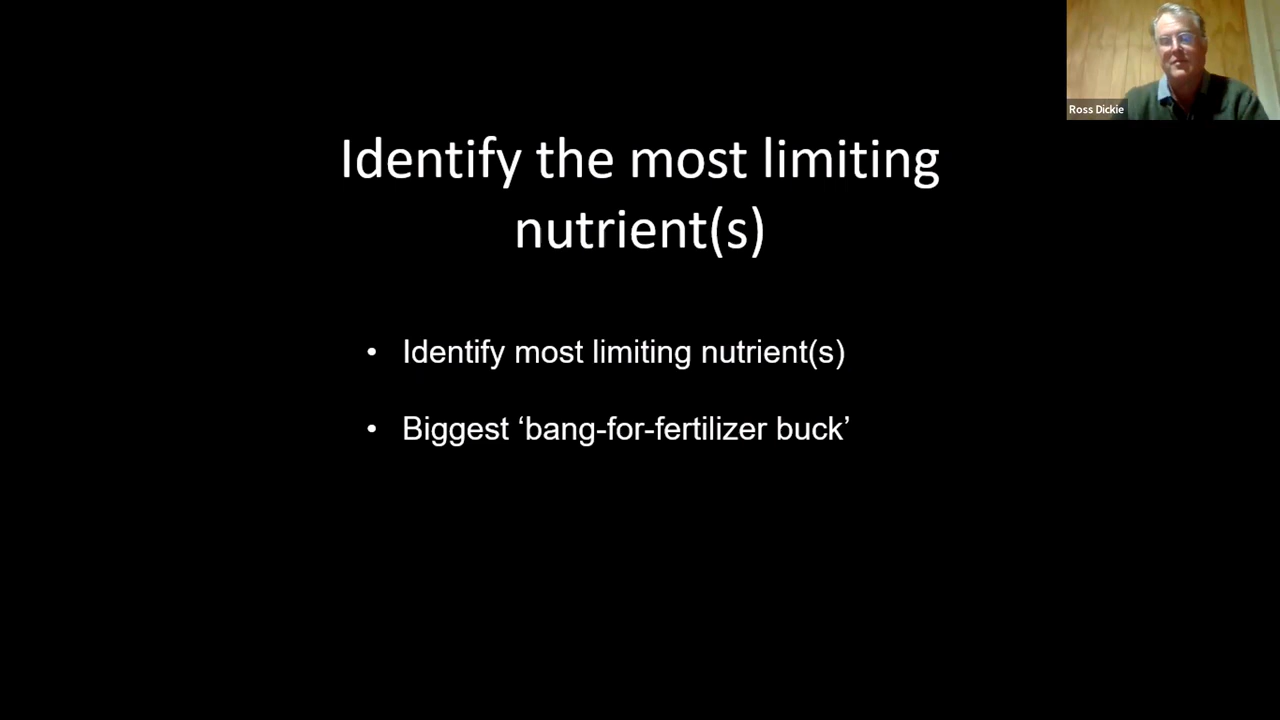 Ross Dickie
Identify the most limiting
nutrient(s)
• Identify most limiting nutrient(s)
• Biggest ‘bang-for-fertilizer buck’